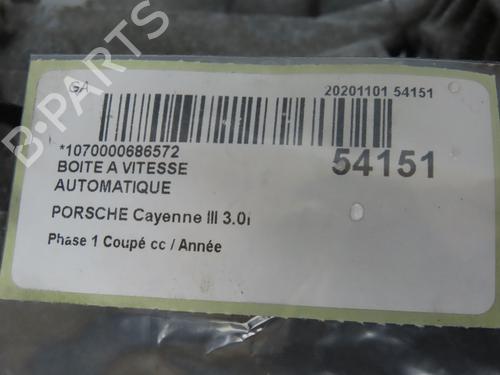 GA
20201101 54151
*1070000686572
54151
BOITE A VITESSE
AUTOMATIQUE
PORSCHE Cayenne III 3.0i
Phase 1 Coupé cc / Année
B-PARTS